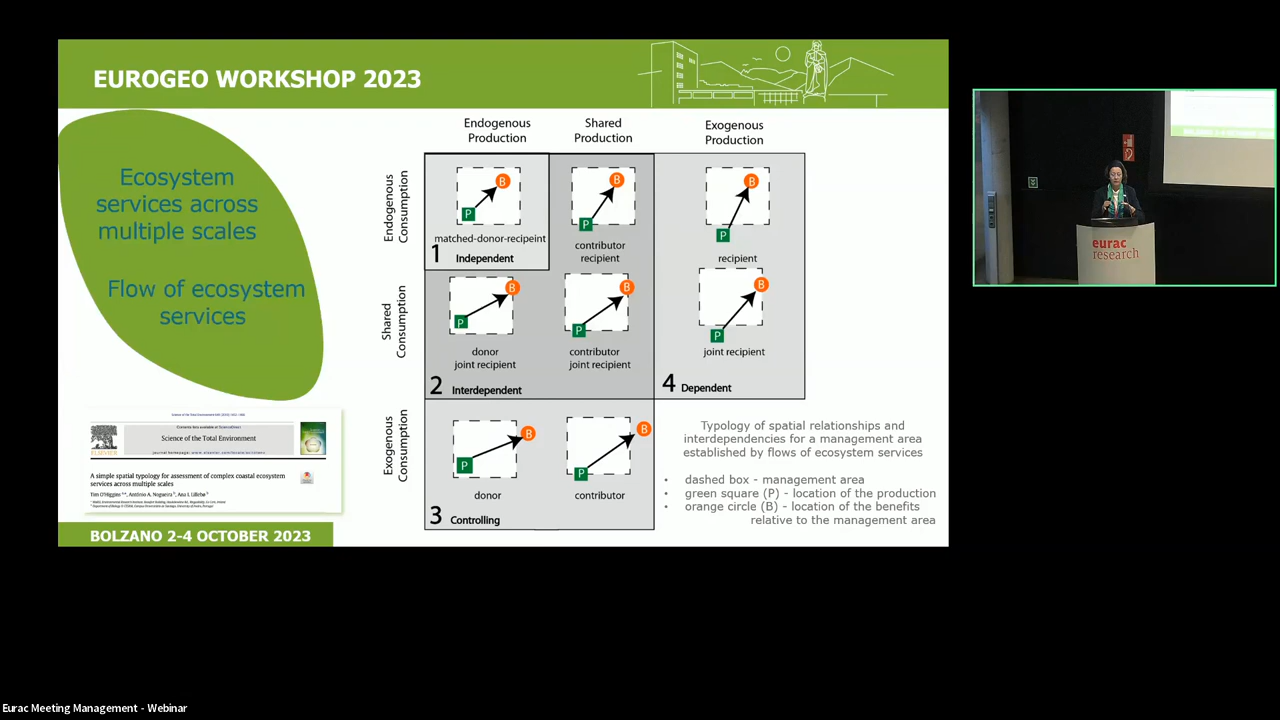 EUROGEO WORKSHOP 2023
Ecosystem
services across
multiple scales
Flow of ecosystem
services
Science of the Total Environment
ELSEVIER
A simple spatial typology for assessment of complex coastal ecosystem
services across multiple scales
BOLZANO 2-4 OCTOBER 2023
Endogenous
Production
Shared
Production
Exogenous
Production
Endogenous
Consumption
P
B
matched-donor-recipeint
1 Independent
P
B
contributor
recipient
P
B
recipient
Shared
Consumption
P
B
donor
joint recipient
P
B
contributor
joint recipient
P
B
joint recipient
2 Interdependent
4 Dependent
Exogenous
Consumption
P
B
donor
P
B
contributor
3 Controlling
Typology of spatial relationships and
interdependencies for a management area
established by flows of ecosystem services
• dashed box - management area
• green square (P) - location of the production
• orange circle (B) - location of the benefits
relative to the management area
eurac
research
Eurac Meeting Management - Webinar